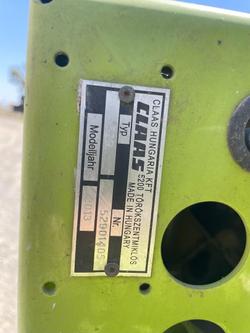 CLAAS HUNGARIA KFT
CLAAS
5200 TÖRÖKSZENTMIKLÓS
MADE IN HUNGARY
Typ
Nr.
Modelljahr
2013